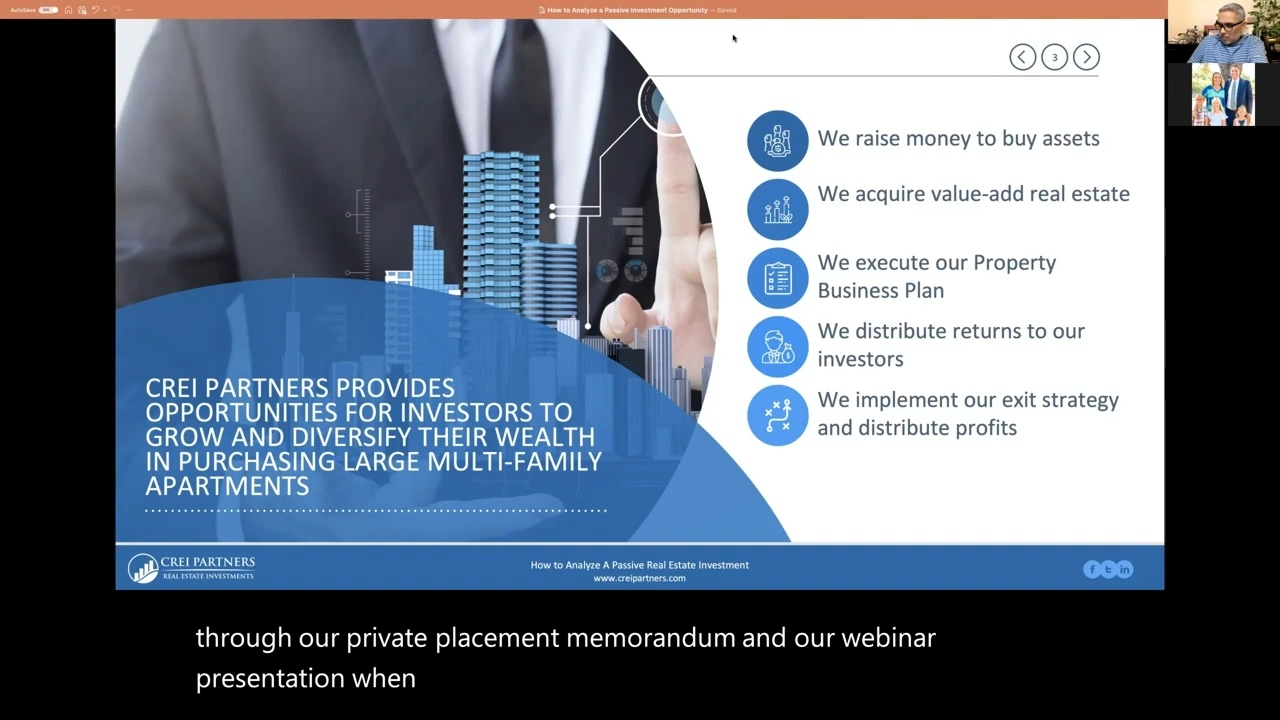 AutoSave ON
How to Analyze a Passive Investment Opportunity — Saved
3
We raise money to buy assets
We acquire value-add real estate
We execute our Property
Business Plan
We distribute returns to our
investors
We implement our exit strategy
and distribute profits
CREI PARTNERS PROVIDES
OPPORTUNITIES FOR INVESTORS TO
GROW AND DIVERSIFY THEIR WEALTH
IN PURCHASING LARGE MULTI-FAMILY
APARTMENTS
CREI PARTNERS
REAL ESTATE INVESTMENTS
How to Analyze A Passive Real Estate Investment
www.creipartners.com
f t in
through our private placement memorandum and our webinar
presentation when